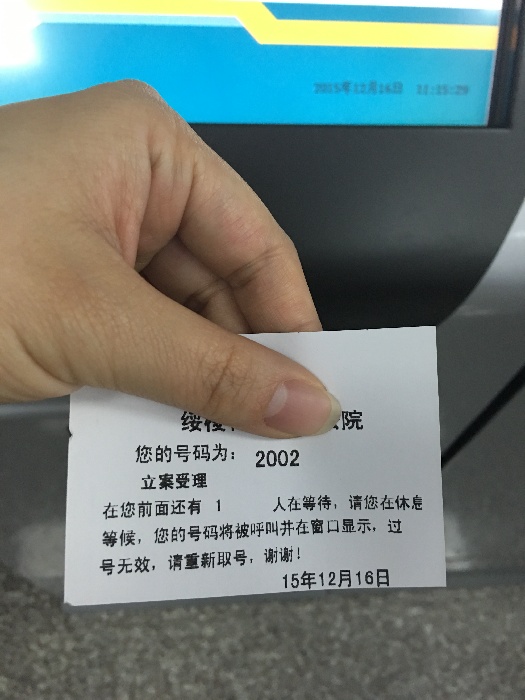 2015年12月16日 11:15:29
绥棱 院
您的号码为： 2002
立案受理
在您前面还有 1 人在等待，请您在休息
等候，您的号码将被呼叫并在窗口显示，过
号无效，请重新取号，谢谢！
15年12月16日